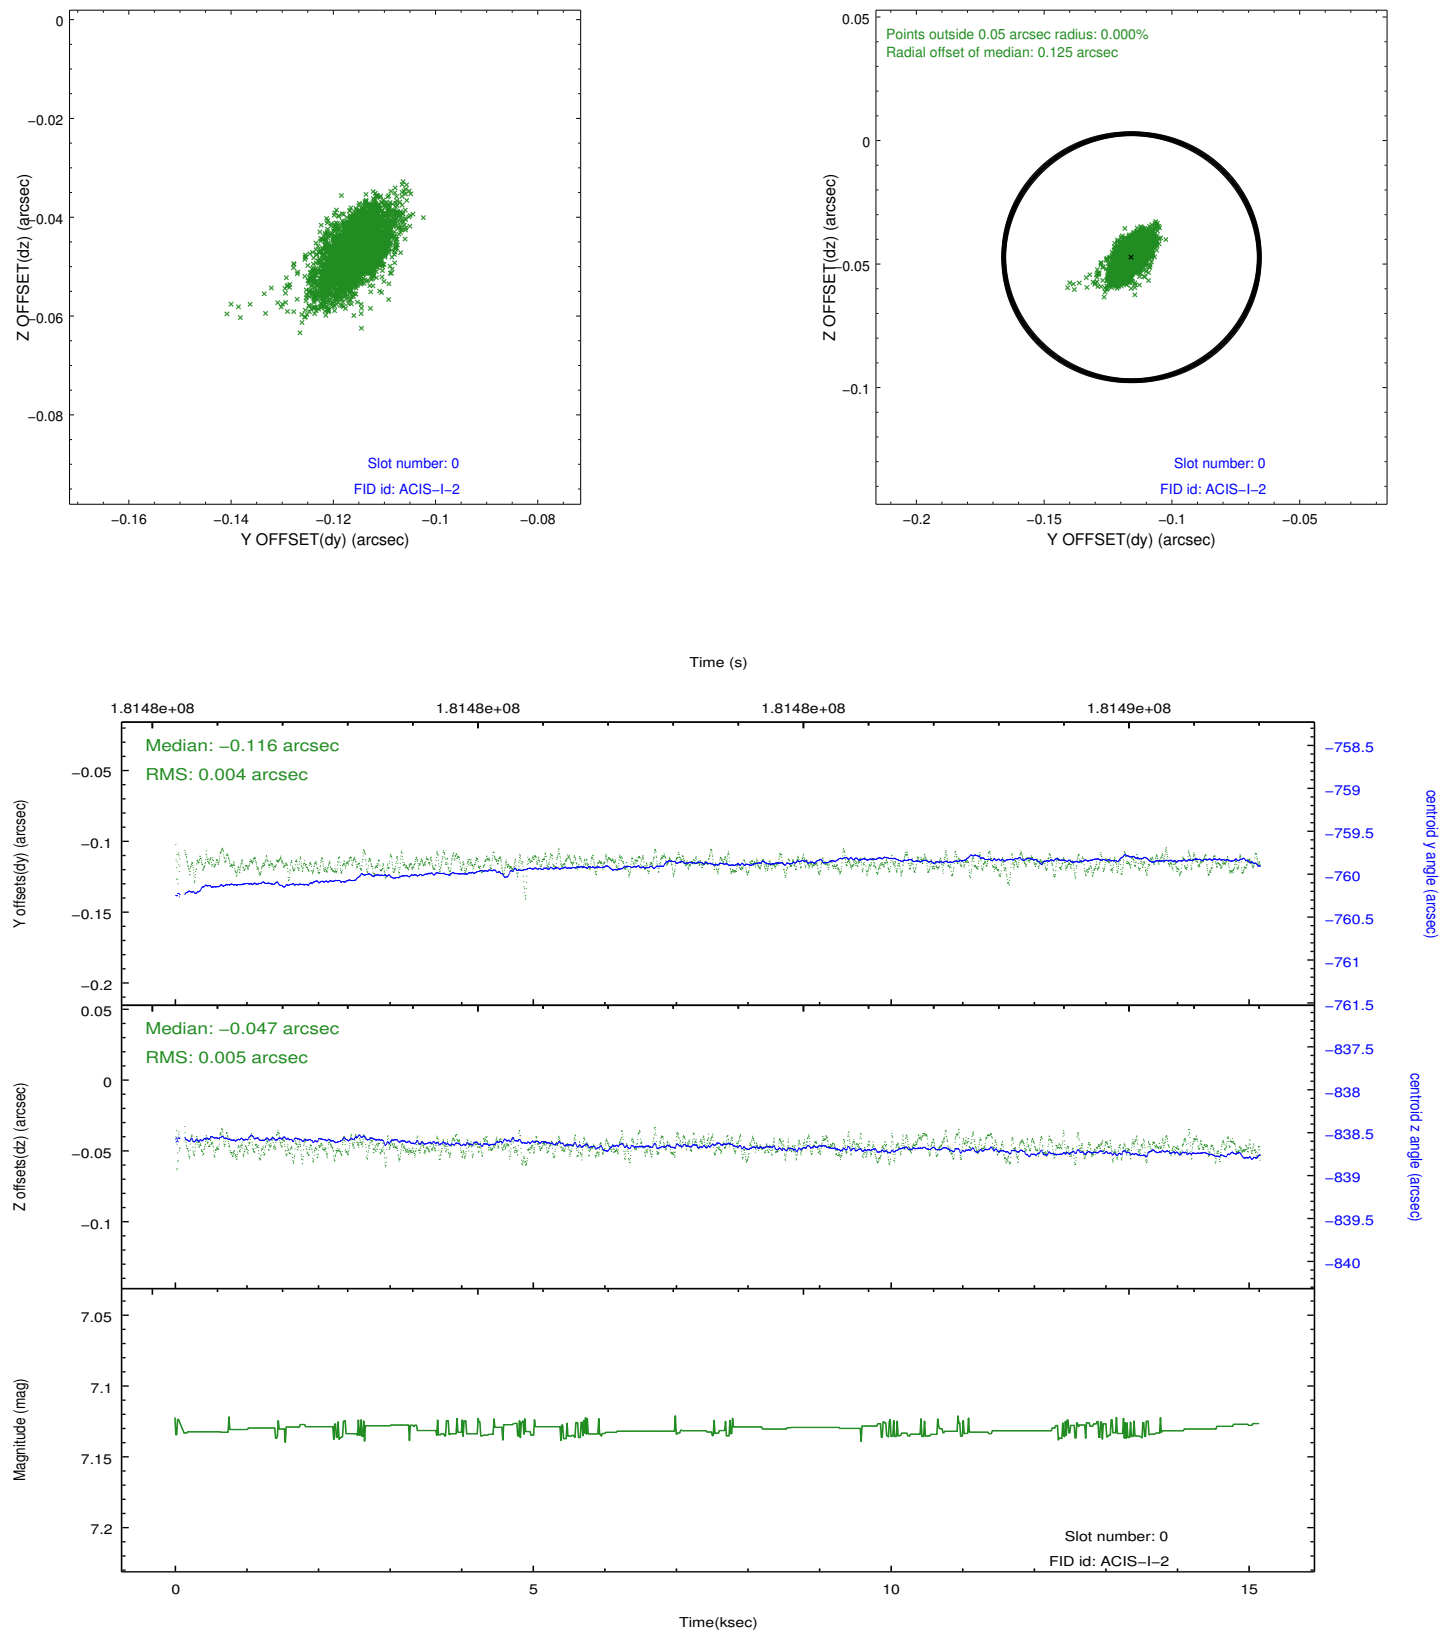 0
−0.02
−0.04
−0.06
−0.08
Z OFFSET(dz) (arcsec)
Slot number: 0
FID id: ACIS−I−2
−0.16
−0.14
−0.12
−0.1
−0.08
Y OFFSET(dy) (arcsec)
0.05
0
−0.05
−0.1
Z OFFSET(dz) (arcsec)
Points outside 0.05 arcsec radius: 0.000%
Radial offset of median: 0.125 arcsec
Slot number: 0
FID id: ACIS−I−2
−0.2
−0.15
−0.1
−0.05
Y OFFSET(dy) (arcsec)
Time (s)
1.8148e+08
1.8148e+08
1.8148e+08
1.8149e+08
Median: −0.116 arcsec
RMS: 0.004 arcsec
−0.05
−0.1
−0.15
−0.2
Y offsets(dy) (arcsec)
−758.5
−759
−759.5
−760
−760.5
−761
−761.5
centroid y angle (arcsec)
Median: −0.047 arcsec
RMS: 0.005 arcsec
0.05
0
−0.05
−0.1
Z offsets(dz) (arcsec)
−837.5
−838
−838.5
−839
−839.5
−840
centroid z angle (arcsec)
7.05
7.1
7.15
7.2
Magnitude (mag)
Slot number: 0
FID id: ACIS−I−2
0
5
10
15
Time(ksec)